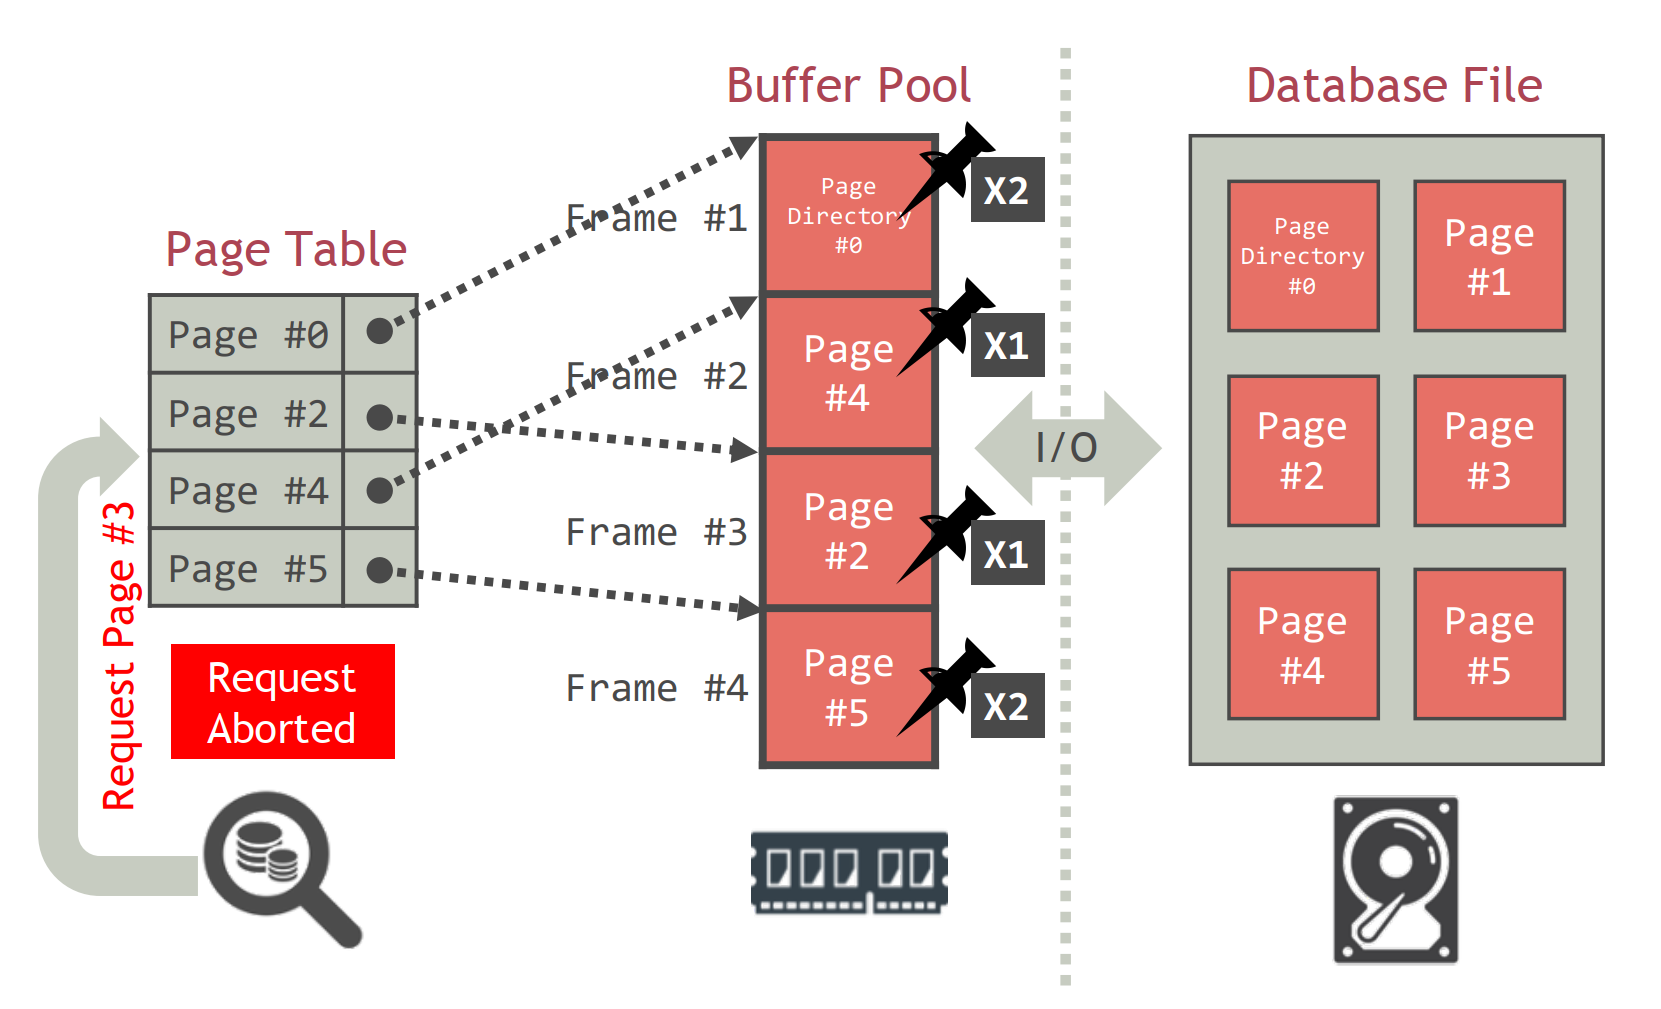 Buffer Pool
Database File
Page Table
Page #0
Page #2
Page #4
Page #5
Request Page #3
Request
Aborted
Frame #1
Frame #2
Frame #3
Frame #4
Page
Directory
#0
X2
Page
#4
X1
Page
#2
X1
Page
#5
X2
I/O
Page
Directory
#0
Page
#1
Page
#2
Page
#3
Page
#4
Page
#5